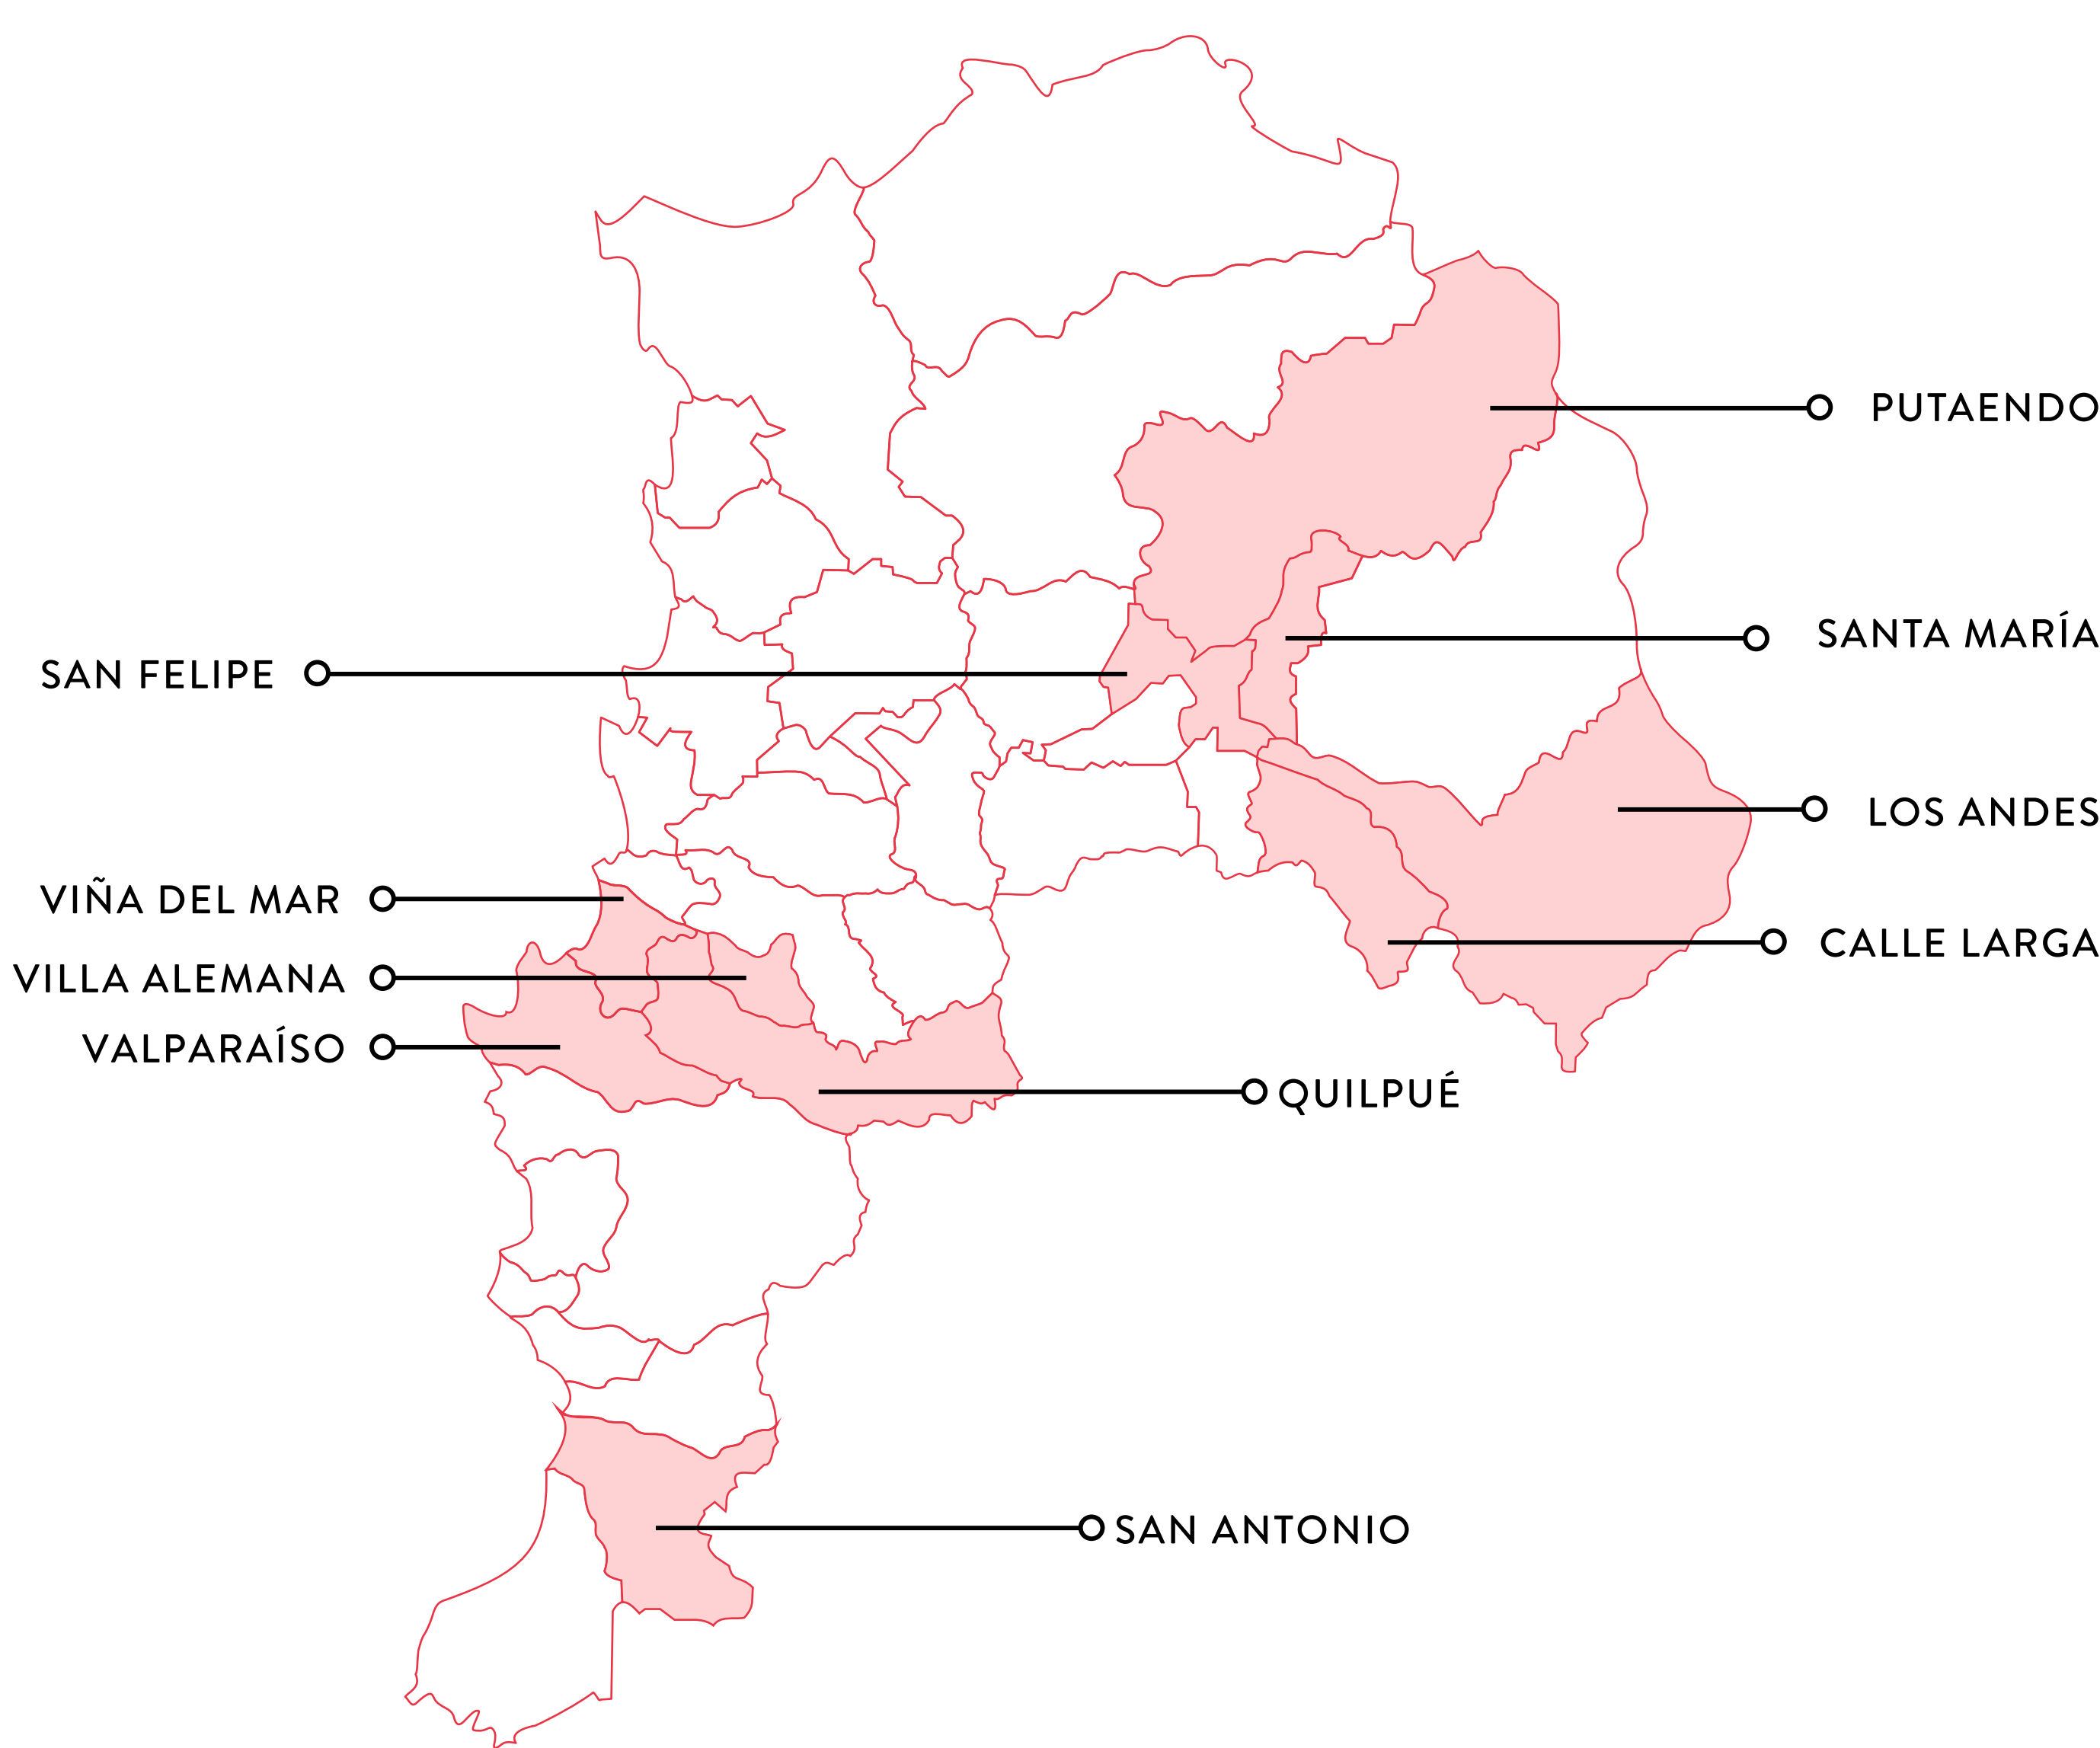 PUTAENDO
SANTA MARÍA
SAN FELIPE
LOS ANDES
VIÑA DEL MAR
CALLE LARGA
VILLA ALEMANA
VALPARAÍSO
QUILPUÉ
SAN ANTONIO